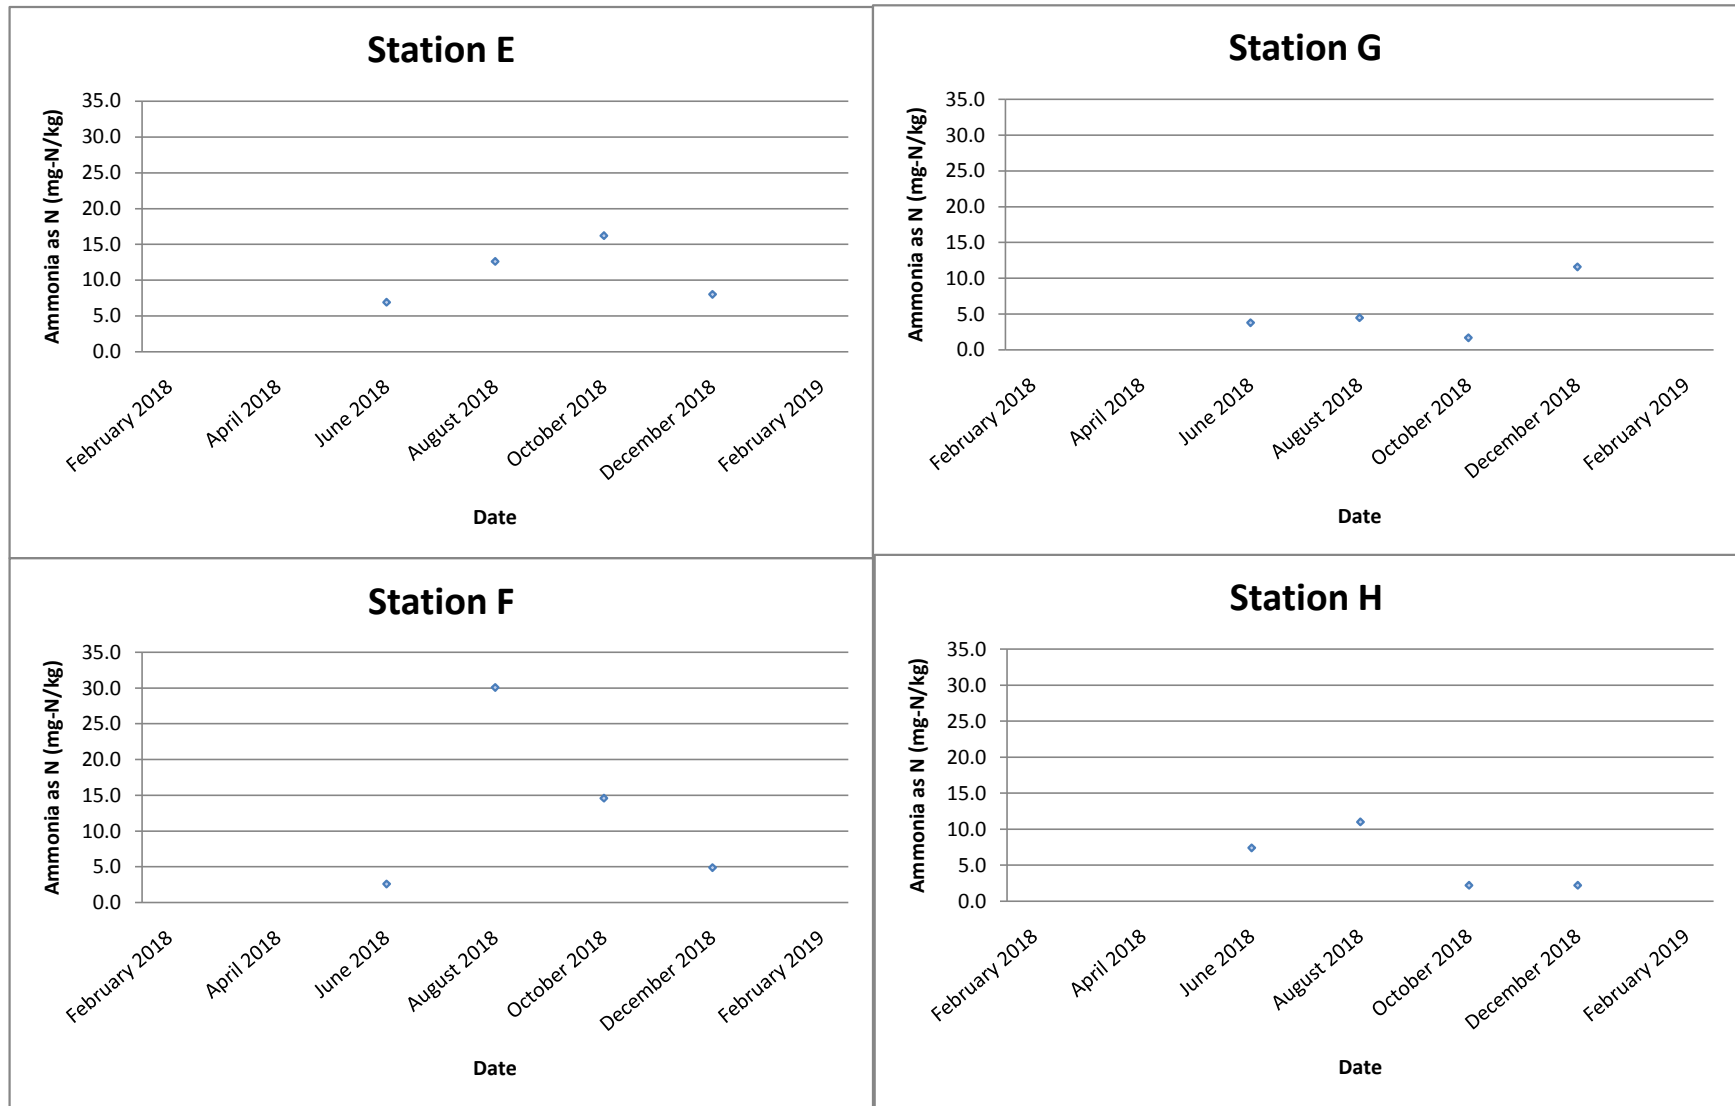 Station E
Ammonia as N (mg-N/kg)
35.0
30.0
25.0
20.0
15.0
10.0
5.0
0.0
February 2018
April 2018
June 2018
August 2018
October 2018
December 2018
February 2019
Date
Station G
Ammonia as N (mg-N/kg)
35.0
30.0
25.0
20.0
15.0
10.0
5.0
0.0
February 2018
April 2018
June 2018
August 2018
October 2018
December 2018
February 2019
Date
Station F
Ammonia as N (mg-N/kg)
35.0
30.0
25.0
20.0
15.0
10.0
5.0
0.0
February 2018
April 2018
June 2018
August 2018
October 2018
December 2018
February 2019
Date
Station H
Ammonia as N (mg-N/kg)
35.0
30.0
25.0
20.0
15.0
10.0
5.0
0.0
February 2018
April 2018
June 2018
August 2018
October 2018
December 2018
February 2019
Date